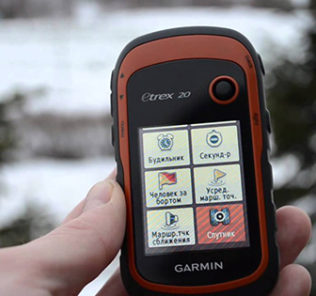 etrex 20
Будильник
Секунд-р
Человек за
бортом
Усред.
марш. точ.
Маршр.тчк
сближения
Спутник
GARMIN